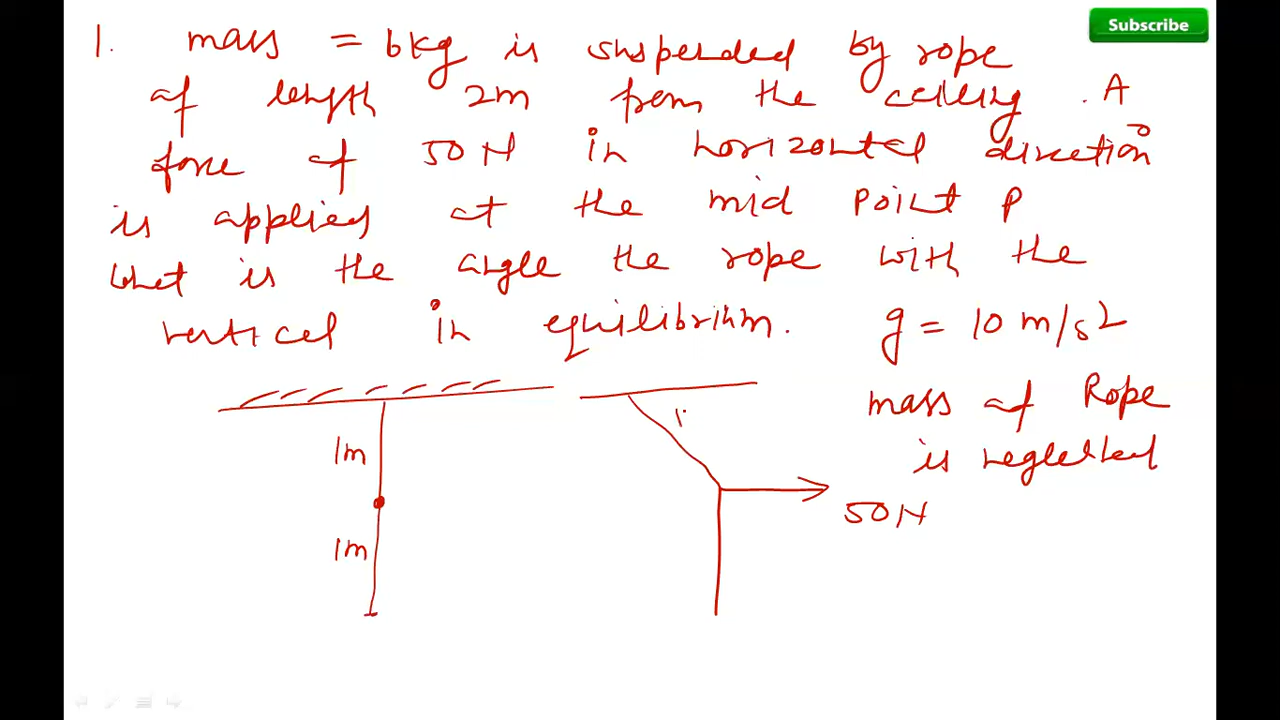 Subscribe
1. mass = 6kg is suspended by rope
of length 2m from the ceiling. A
force of 50 N in horizontal direction
is applied at the mid point P
what is the angle the rope with the
vertical in equilibrium. g = 10 m/s2
mass of Rope
is neglected
1m
1m
50N